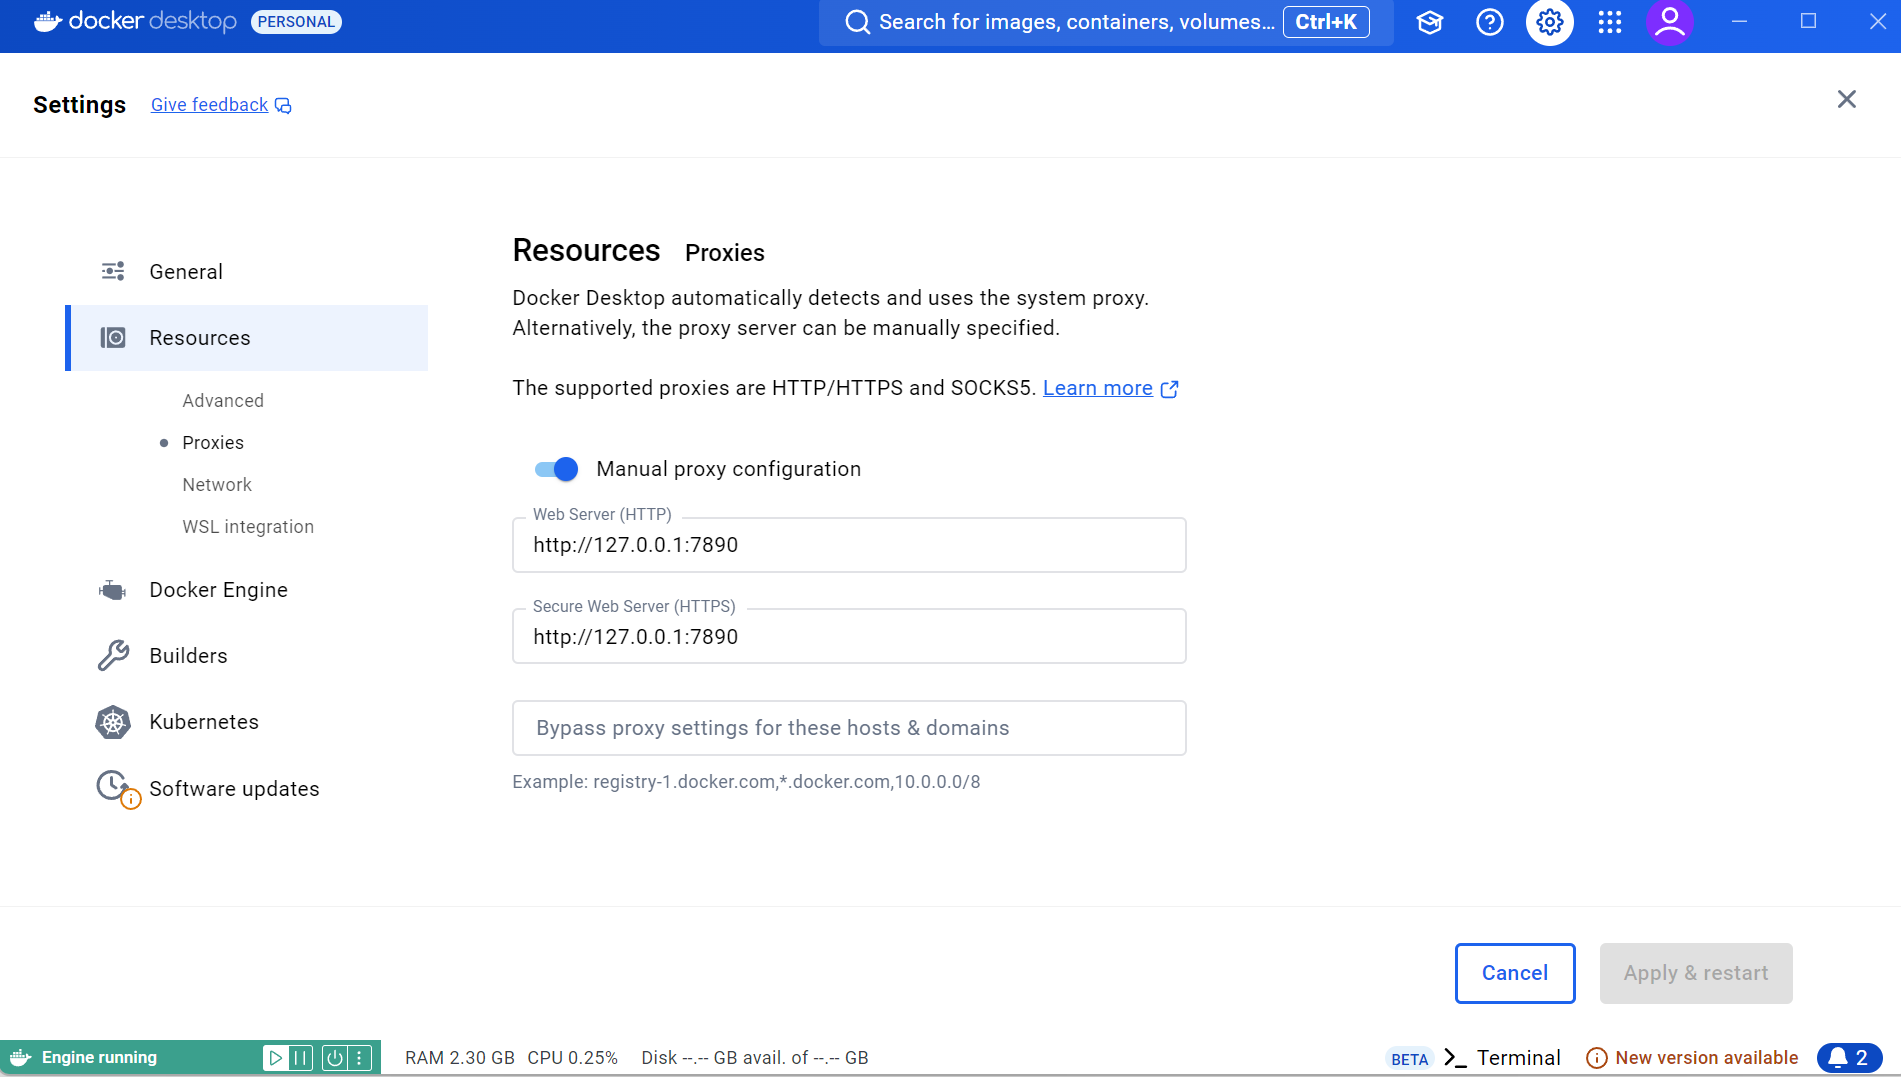 docker desktop PERSONAL
Search for images, containers, volumes... Ctrl+K
Settings Give feedback
General
Resources
Advanced
Proxies
Network
WSL integration
Docker Engine
Builders
Kubernetes
Software updates
Resources Proxies
Docker Desktop automatically detects and uses the system proxy.
Alternatively, the proxy server can be manually specified.
The supported proxies are HTTP/HTTPS and SOCKS5. Learn more
Manual proxy configuration
Web Server (HTTP)
http://127.0.0.1:7890
Secure Web Server (HTTPS)
http://127.0.0.1:7890
Bypass proxy settings for these hosts & domains
Example: registry-1.docker.com,*.docker.com,10.0.0.0/8
Cancel Apply & restart
Engine running RAM 2.30 GB CPU 0.25% Disk --.-- GB avail. of --.-- GB BETA Terminal New version available 2